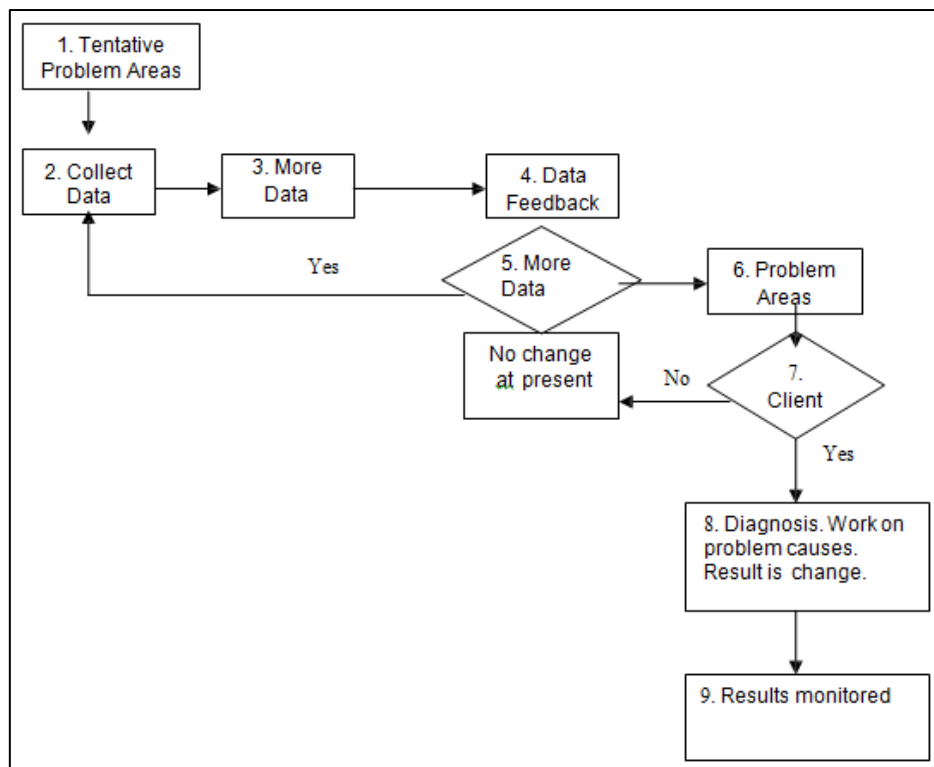 1. Tentative
Problem Areas
2. Collect
Data
3. More
Data
4. Data
Feedback
Yes
5. More
Data
6. Problem
Areas
No change
at present
No
7.
Client
Yes
8. Diagnosis. Work on
problem causes.
Result is change.
9. Results monitored